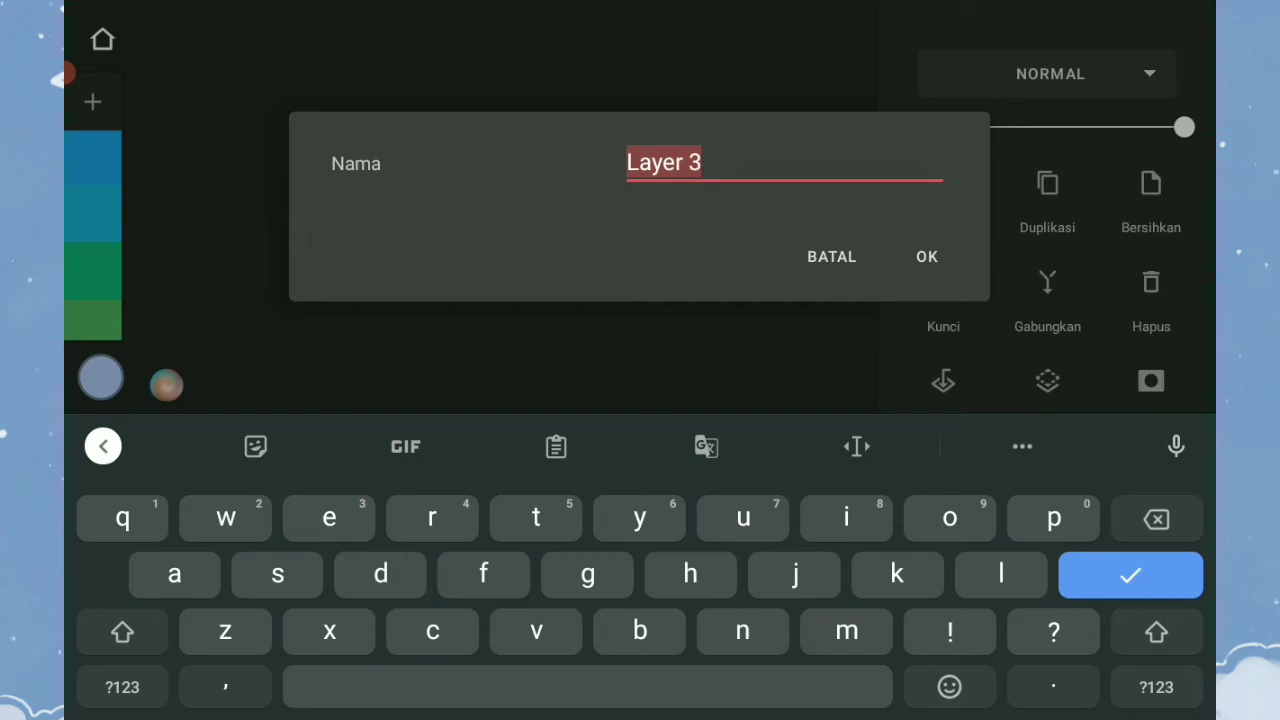 NORMAL
Nama
Layer 3
BATAL
OK
Duplikasi
Bersihkan
Kunci
Gabungkan
Hapus
GIF
G
q 1 w 2 e 3 r 4 t 5 y 6 u 7 i 8 o 9 p 0
a s d f g h j k l
z x c v b n m ! ?
?123 , . ?123